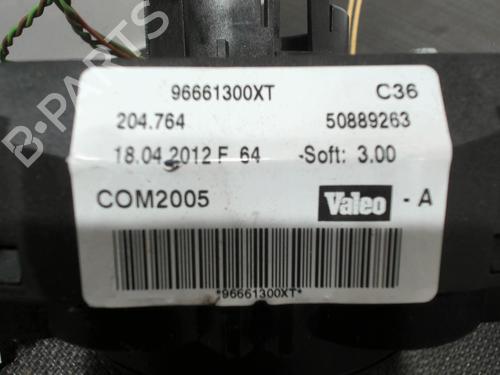 B-PARTS
96661300XT C36
204.764 50889263
18.04.2012 F 64 -Soft: 3.00
COM2005 Valeo - A
*96661300XT*